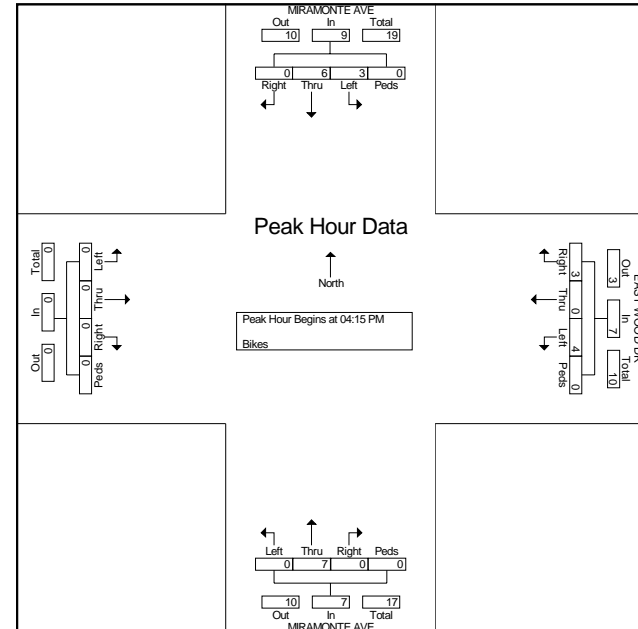 MIRAMONTE AVE
Out In Total
10 9 19
0 6 3 0
Right Thru Left Peds
Peak Hour Data
North
Peak Hour Begins at 04:15 PM
Bikes
Total In Out
0 0 0
0 0 0 0
Left Thru Right Peds
Out In Total
3 7 10
3 0 4 0
Right Thru Left Peds
Left Thru Right Peds
0 7 0 0
10 7 17
Out In Total
MIRAMONTE AVE